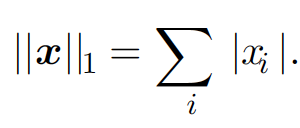 ||𝒙||₁ = ∑ᵢ |xᵢ|.